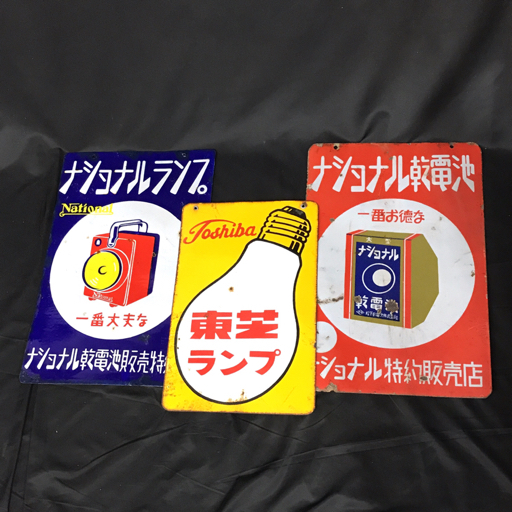 ナショナルランプ
National
一番丈夫な
ナショナル乾電池販売特
Toshiba
東芝
ランプ
ナショナル乾電池
一番お徳な
大型
ナショナル
乾電池
ナショナル特約販売店